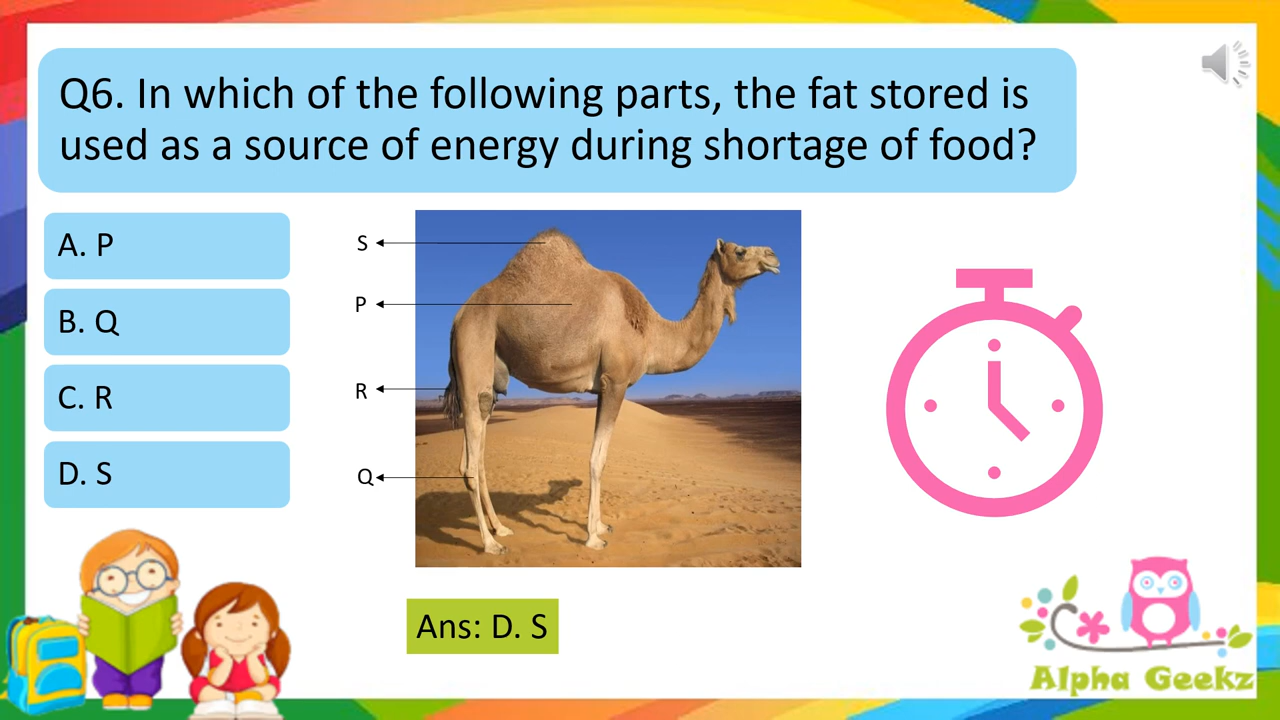 Q6. In which of the following parts, the fat stored is
used as a source of energy during shortage of food?
A. P
B. Q
C. R
D. S
S
P
R
Q
Ans: D. S
Alpha Geekz